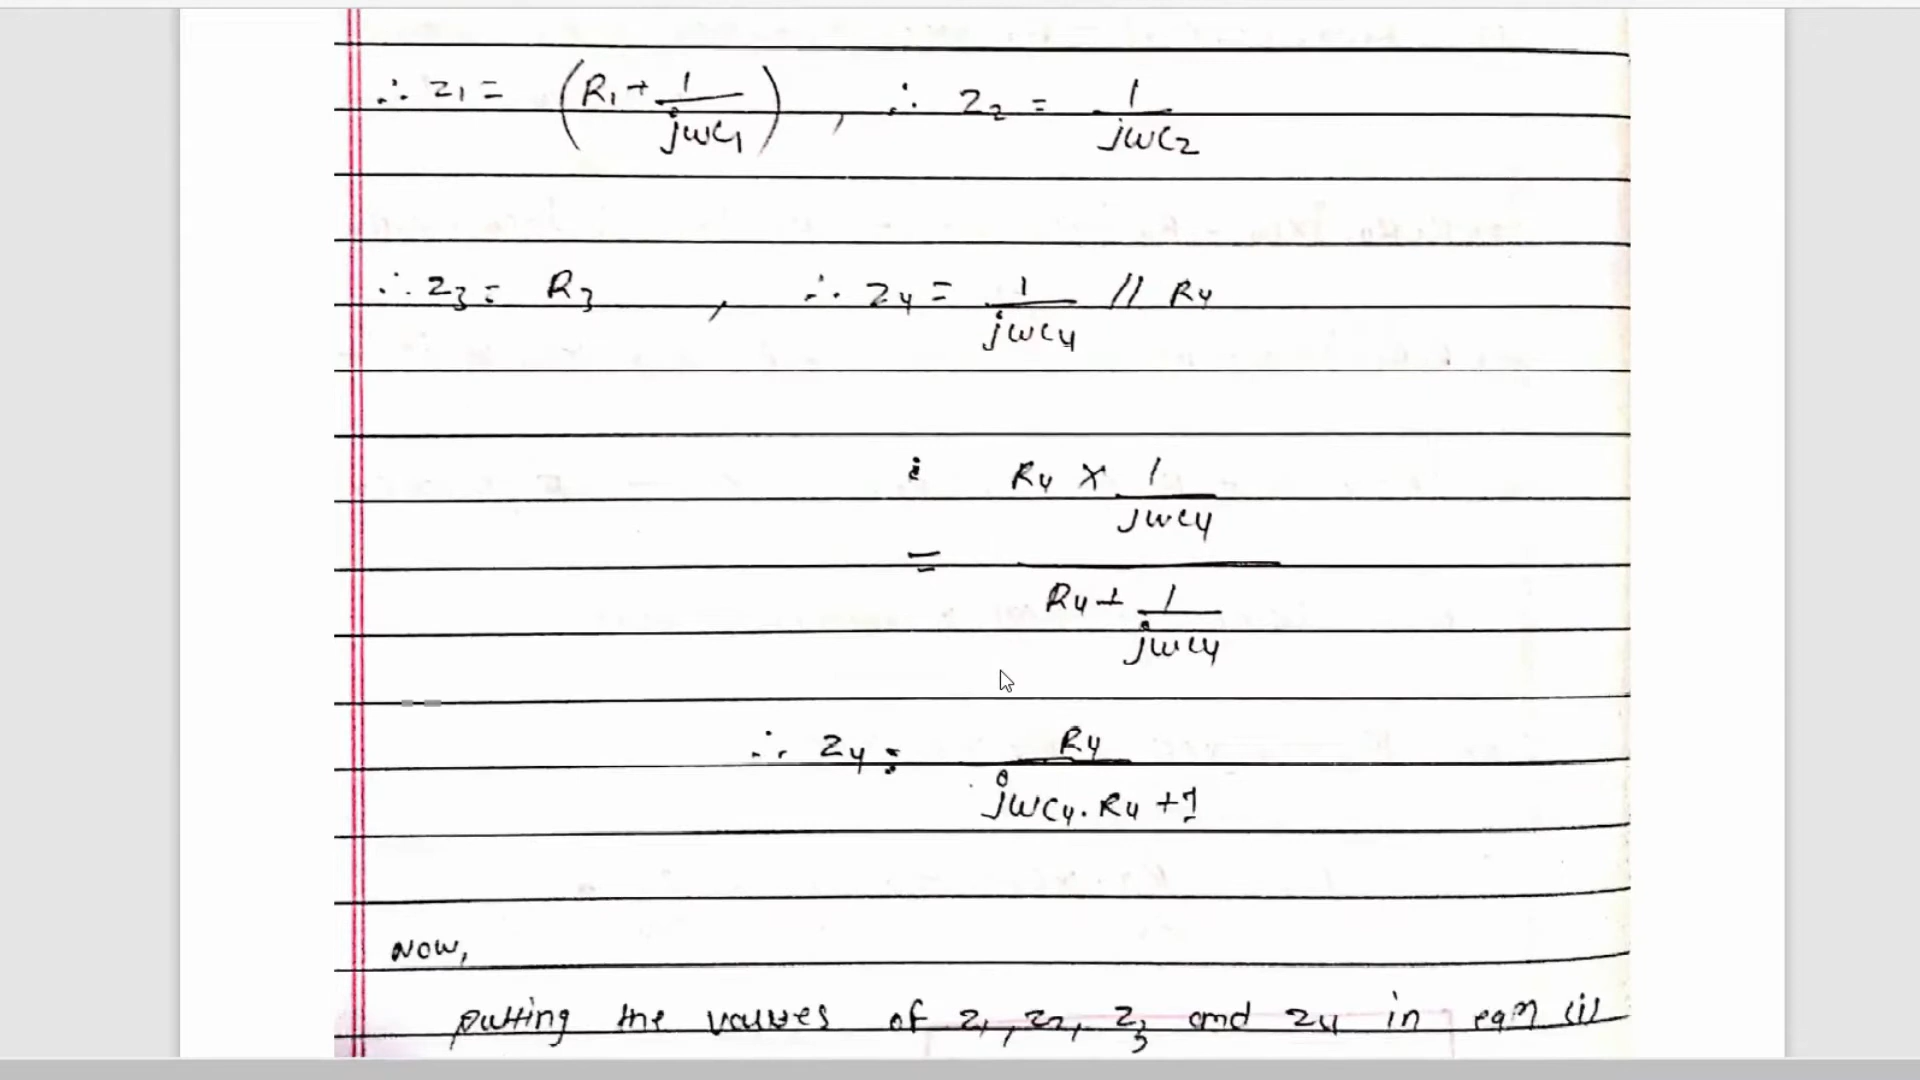 ∴ Z1 = (R1 + 1/jωC1), ∴ Z2 = 1/jωC2
∴ Z3 = R3, ∴ Z4 = 1/jωC4 // R4
= (R4 × 1/jωC4) / (R4 + 1/jωC4)
∴ Z4 = R4 / (jωC4 . R4 + 1)
Now,
putting the values of Z1, Z2, Z3 and Z4 in eqn (i)